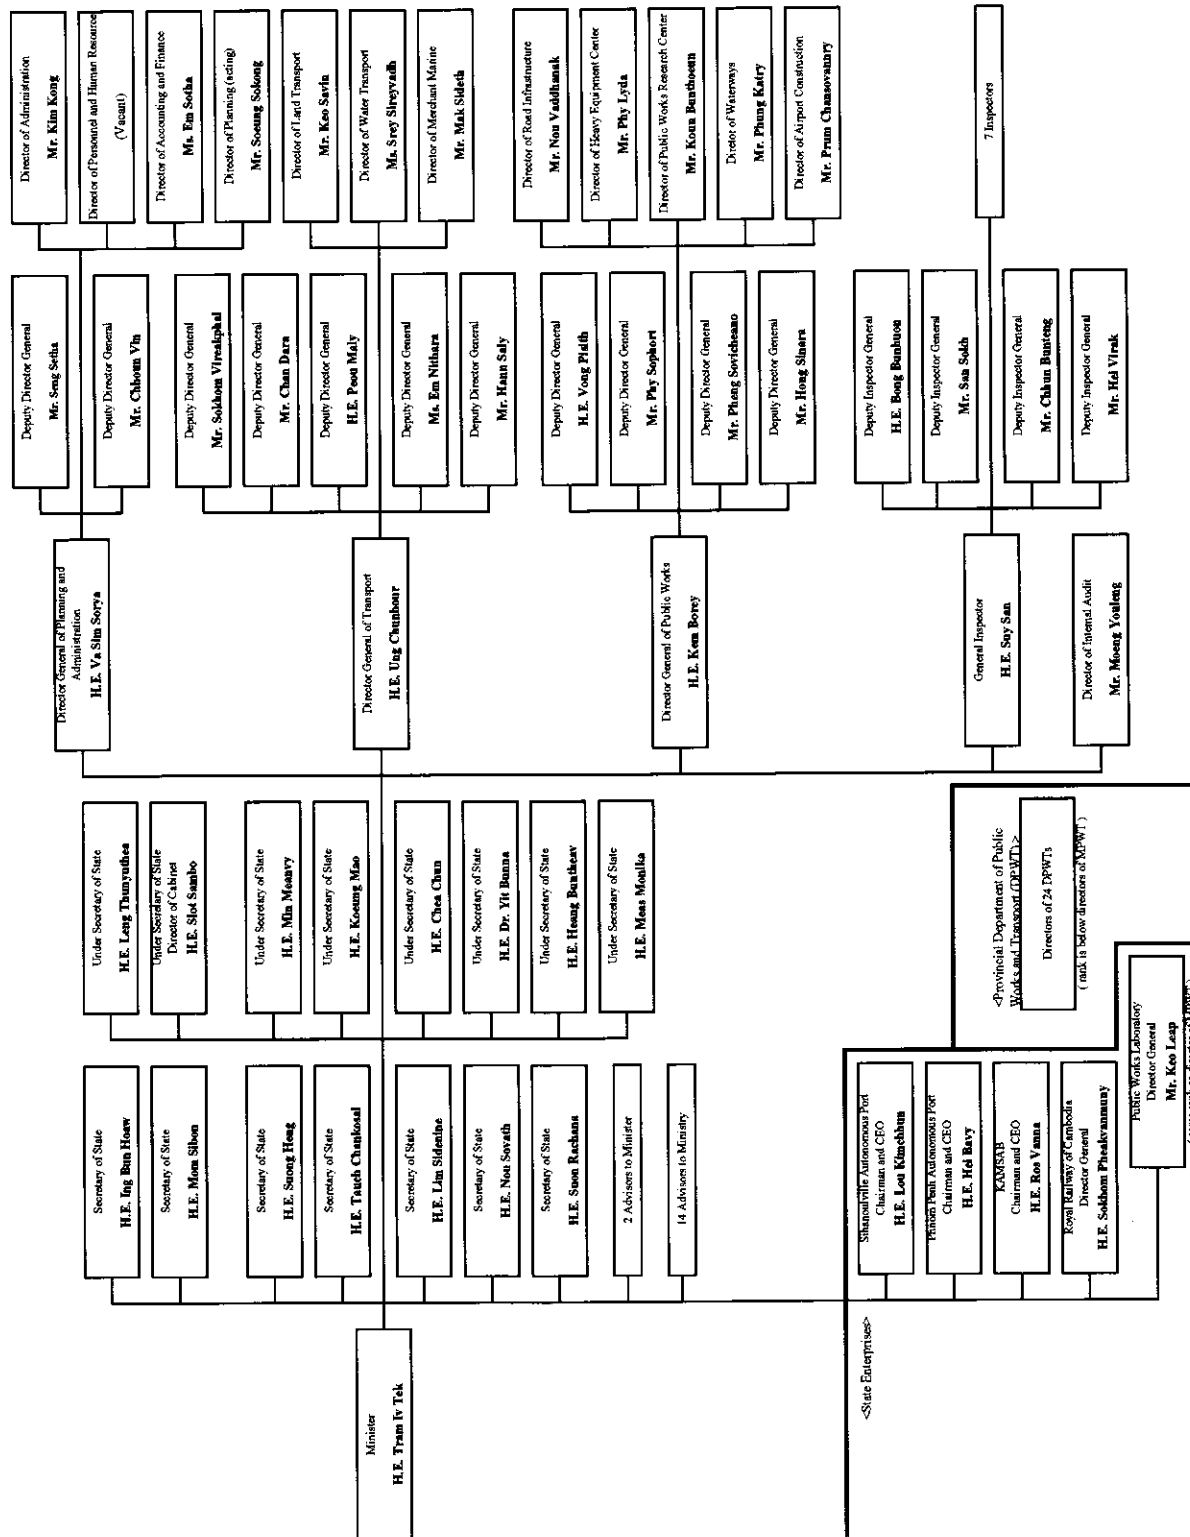 Minister
H.E. Tram Iv Tek
Secretary of State
H.E. Ing Bun Hoaw
Secretary of State
H.E. Mom Sibon
Secretary of State
H.E. Suong Heng
Secretary of State
H.E. Tauch Chankosal
Secretary of State
H.E. Lim Sidenine
Secretary of State
H.E. Nou Sovath
Secretary of State
H.E. Suon Rachana
2 Advisors to Minister
14 Advisors to Ministry
<State Enterprises>
Sihanoukville Autonomous Port
Chairman and CEO
H.E. Lou Kimchhun
Phnom Penh Autonomous Port
Chairman and CEO
H.E. Hei Bavy
KAMSAB
Chairman and CEO
H.E. Ros Vanna
Royal Railway of Cambodia
Director General
H.E. Sokhom Pheakvanmony
Public Works Laboratory
Director General
Mr. Keo Leap
Under Secretary of State
H.E. Leng Thunyuthea
Under Secretary of State
Director of Cabinet
H.E. Slot Sambo
Under Secretary of State
H.E. Min Meanvy
Under Secretary of State
H.E. Koeung Mao
Under Secretary of State
H.E. Chea Chun
Under Secretary of State
H.E. Dr. Yit Bunna
Under Secretary of State
H.E. Heang Buntheav
Under Secretary of State
H.E. Meas Monika
<Provincial Department of Public
Works and Transport (DPWT) >
Directors of 24 DPWTs
( rank is below directors of MPWT )
Director General of Planning and
Administration
H.E. Va Sim Sorya
Director General of Transport
H.E. Ung Chunhour
Director General of Public Works
H.E. Kem Borey
General Inspector
H.E. Suy San
Director of Internal Audit
Mr. Moeng Youleng
Deputy Director General
Mr. Seng Setha
Deputy Director General
Mr. Chhoun Vin
Deputy Director General
Mr. Sokhom Vireakphal
Deputy Director General
Mr. Chan Dara
Deputy Director General
H.E. Peou Maly
Deputy Director General
Ms. Em Nithara
Deputy Director General
Mr. Hann Saly
Deputy Director General
H.E. Vong Pisith
Deputy Director General
Mr. Phy Sophort
Deputy Director General
Mr. Pheng Sovicheano
Deputy Director General
Mr. Hong Sinara
Deputy Inspector General
H.E. Bong Bunbuon
Deputy Inspector General
Mr. San Sokh
Deputy Inspector General
Mr. Chhun Bunteng
Deputy Inspector General
Mr. Hei Virak
Director of Administration
Mr. Kim Kong
Director of Personnel and Human Resource
(Vacant)
Director of Accounting and Finance
Ms. Em Sotha
Director of Planning (acting)
Mr. Soeung Sokong
Director of Land Transport
Mr. Keo Savin
Director of Water Transport
Ms. Srey Sireyvadh
Director of Merchant Marine
Mr. Mak Sideth
Director of Road Infrastructure
Mr. Nou Vaddhanak
Director of Heavy Equipment Center
Mr. Phy Lyda
Director of Public Works Research Center
Mr. Koun Bunthoeun
Director of Waterways
Mr. Phung Katry
Director of Airport Construction
Mr. Prum Chansovannry
7 Inspectors